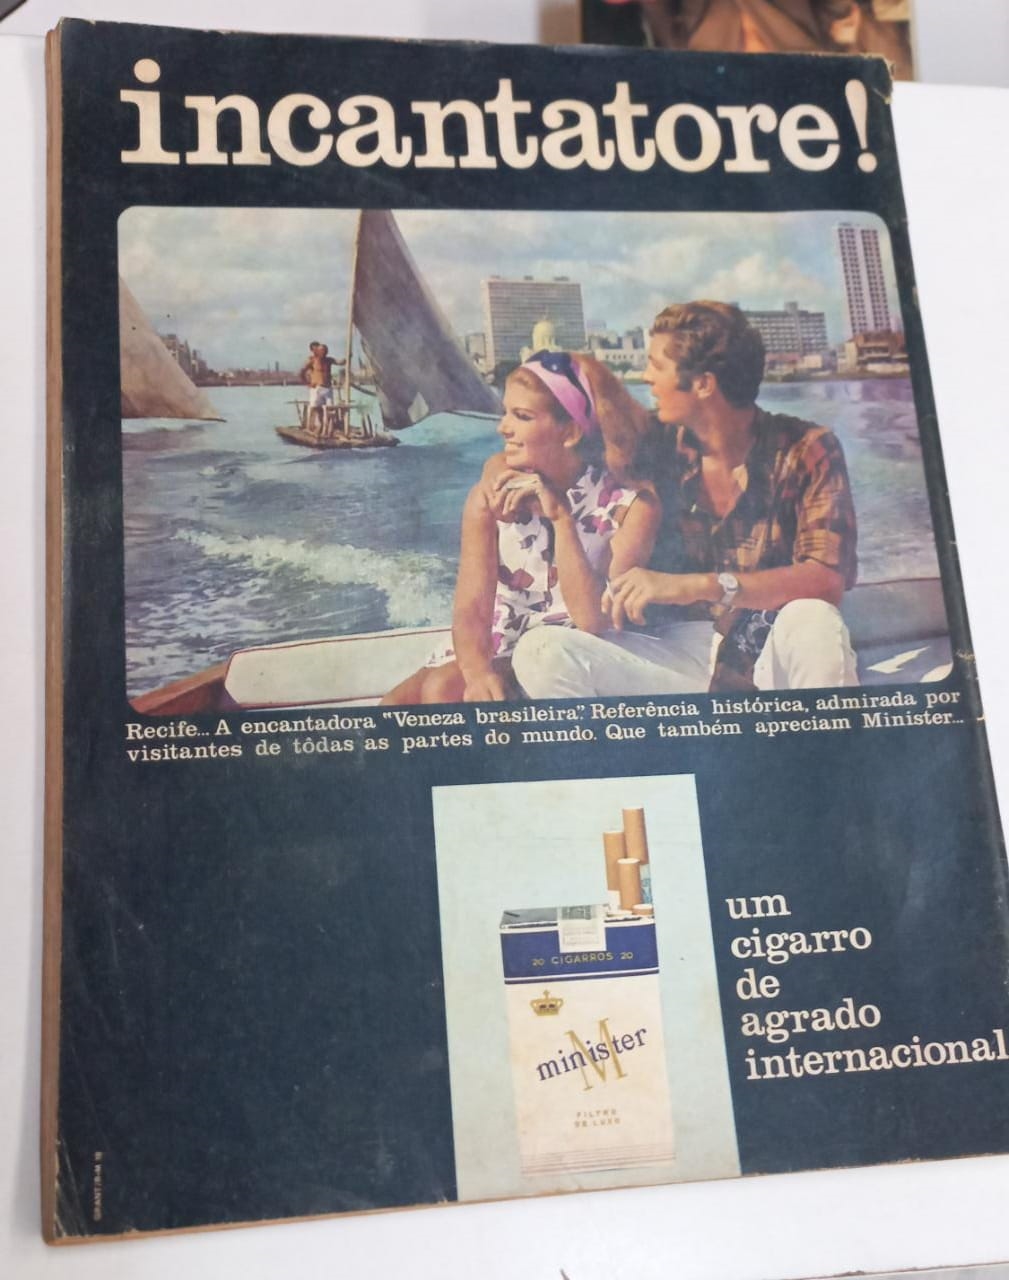 incantatore!
Recife... A encantadora "Veneza brasileira". Referência histórica, admirada por
visitantes de tôdas as partes do mundo. Que também apreciam Minister...
20 CIGARROS 20
M
minister
FILTRO
DE LUXO
um
cigarro
de
agrado
internacional